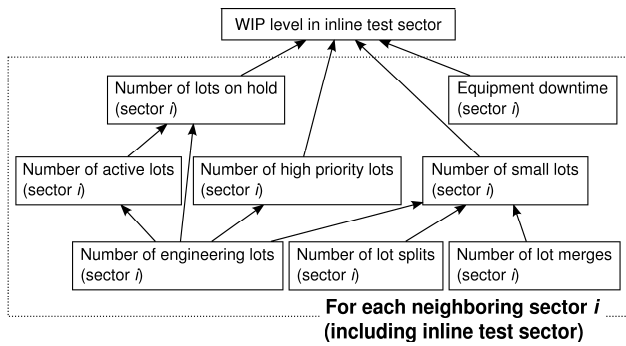 WIP level in inline test sector
Number of lots on hold
(sector i)
Equipment downtime
(sector i)
Number of active lots
(sector i)
Number of high priority lots
(sector i)
Number of small lots
(sector i)
Number of engineering lots
(sector i)
Number of lot splits
(sector i)
Number of lot merges
(sector i)
For each neighboring sector i
(including inline test sector)